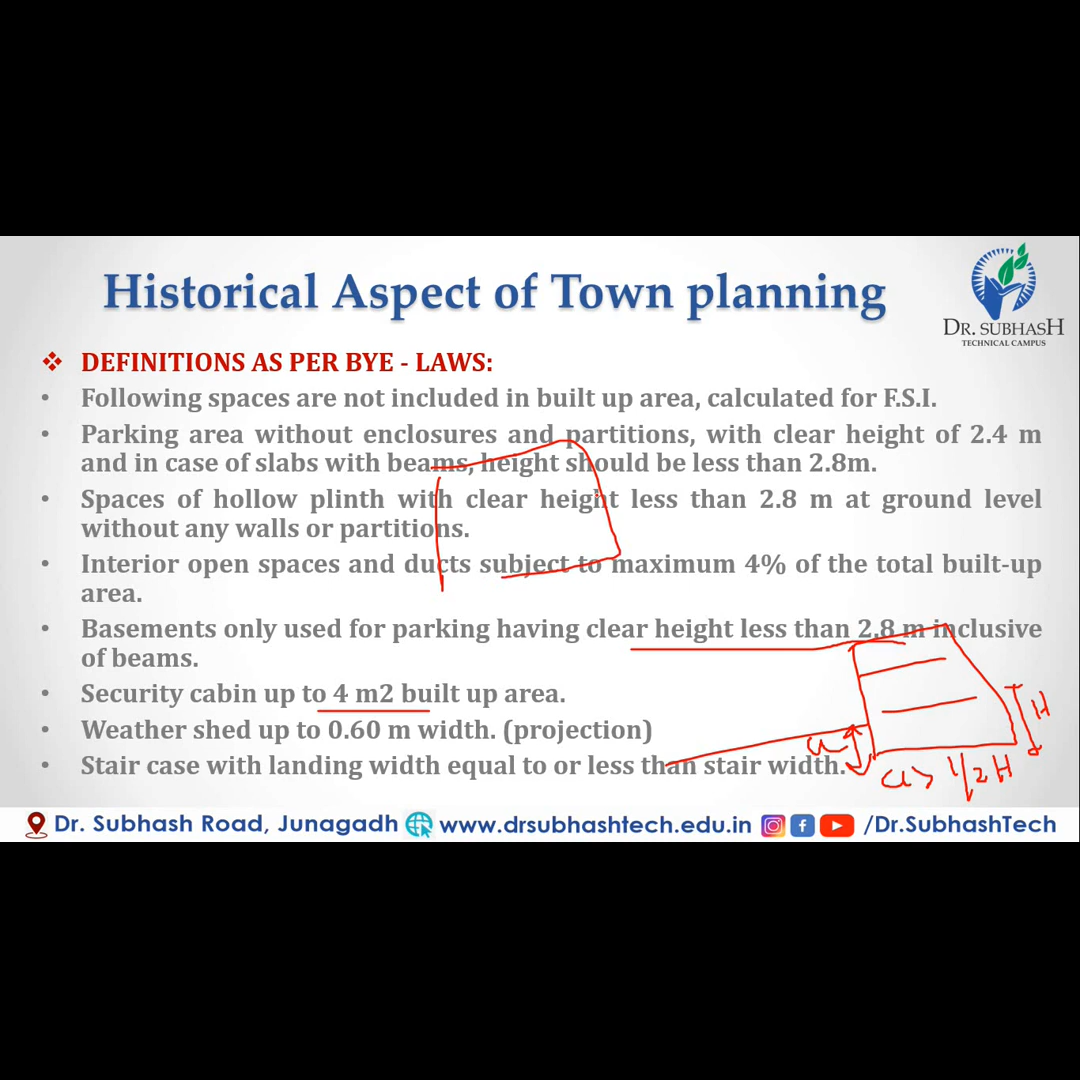 Historical Aspect of Town planning
DR. SUBHASH
TECHNICAL CAMPUS
❖ DEFINITIONS AS PER BYE - LAWS:
• Following spaces are not included in built up area, calculated for F.S.I.
• Parking area without enclosures and partitions, with clear height of 2.4 m
and in case of slabs with beams, height should be less than 2.8m.
• Spaces of hollow plinth with clear height less than 2.8 m at ground level
without any walls or partitions.
• Interior open spaces and ducts subject to maximum 4% of the total built-up
area.
• Basements only used for parking having clear height less than 2.8 m inclusive
of beams.
• Security cabin up to 4 m2 built up area.
• Weather shed up to 0.60 m width. (projection)
• Stair case with landing width equal to or less than stair width.
H
1/2 H
Dr. Subhash Road, Junagadh www.drsubhashtech.edu.in /Dr.SubhashTech